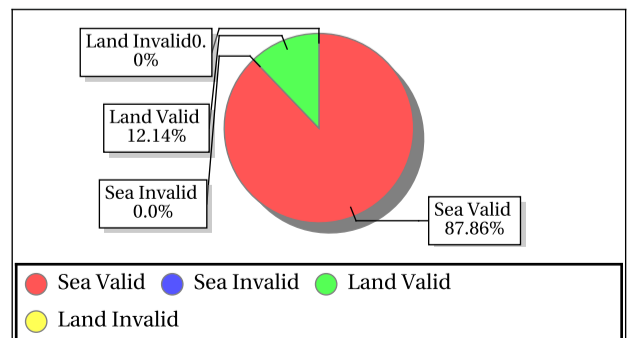 Land Invalid0.
0%
Land Valid
12.14%
Sea Invalid
0.0%
Sea Valid
87.86%
Sea Valid Sea Invalid Land Valid
Land Invalid